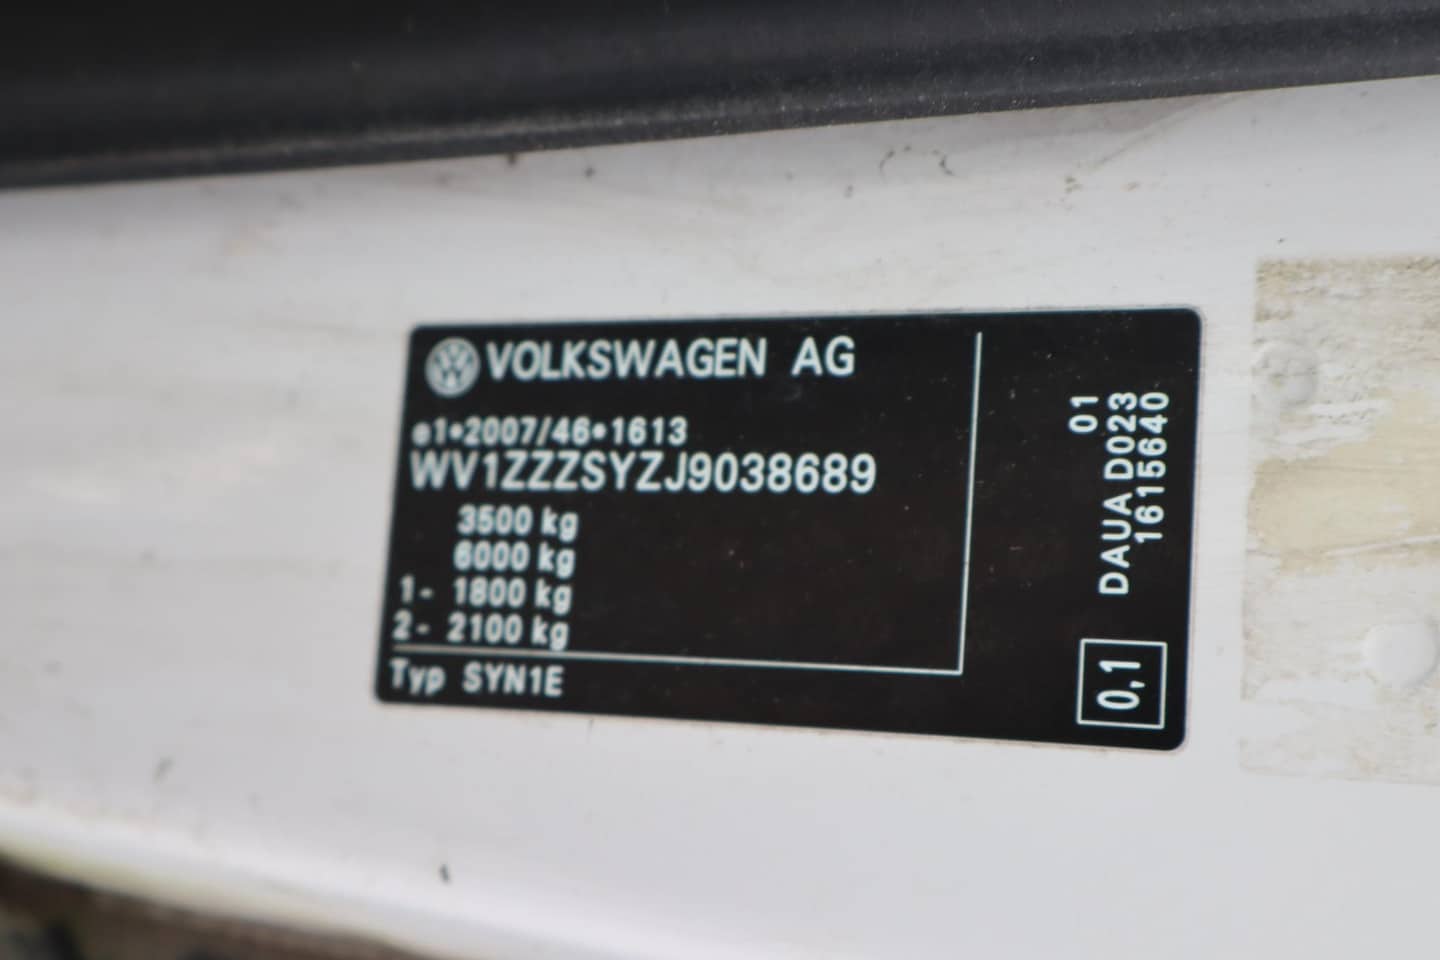 VOLKSWAGEN AG
e1*2007/46*1613
WV1ZZZSYZJ9038689
3500 kg
6000 kg
1- 1800 kg
2- 2100 kg
Typ SYN1E
01
DAUA D023
1615640
0,1